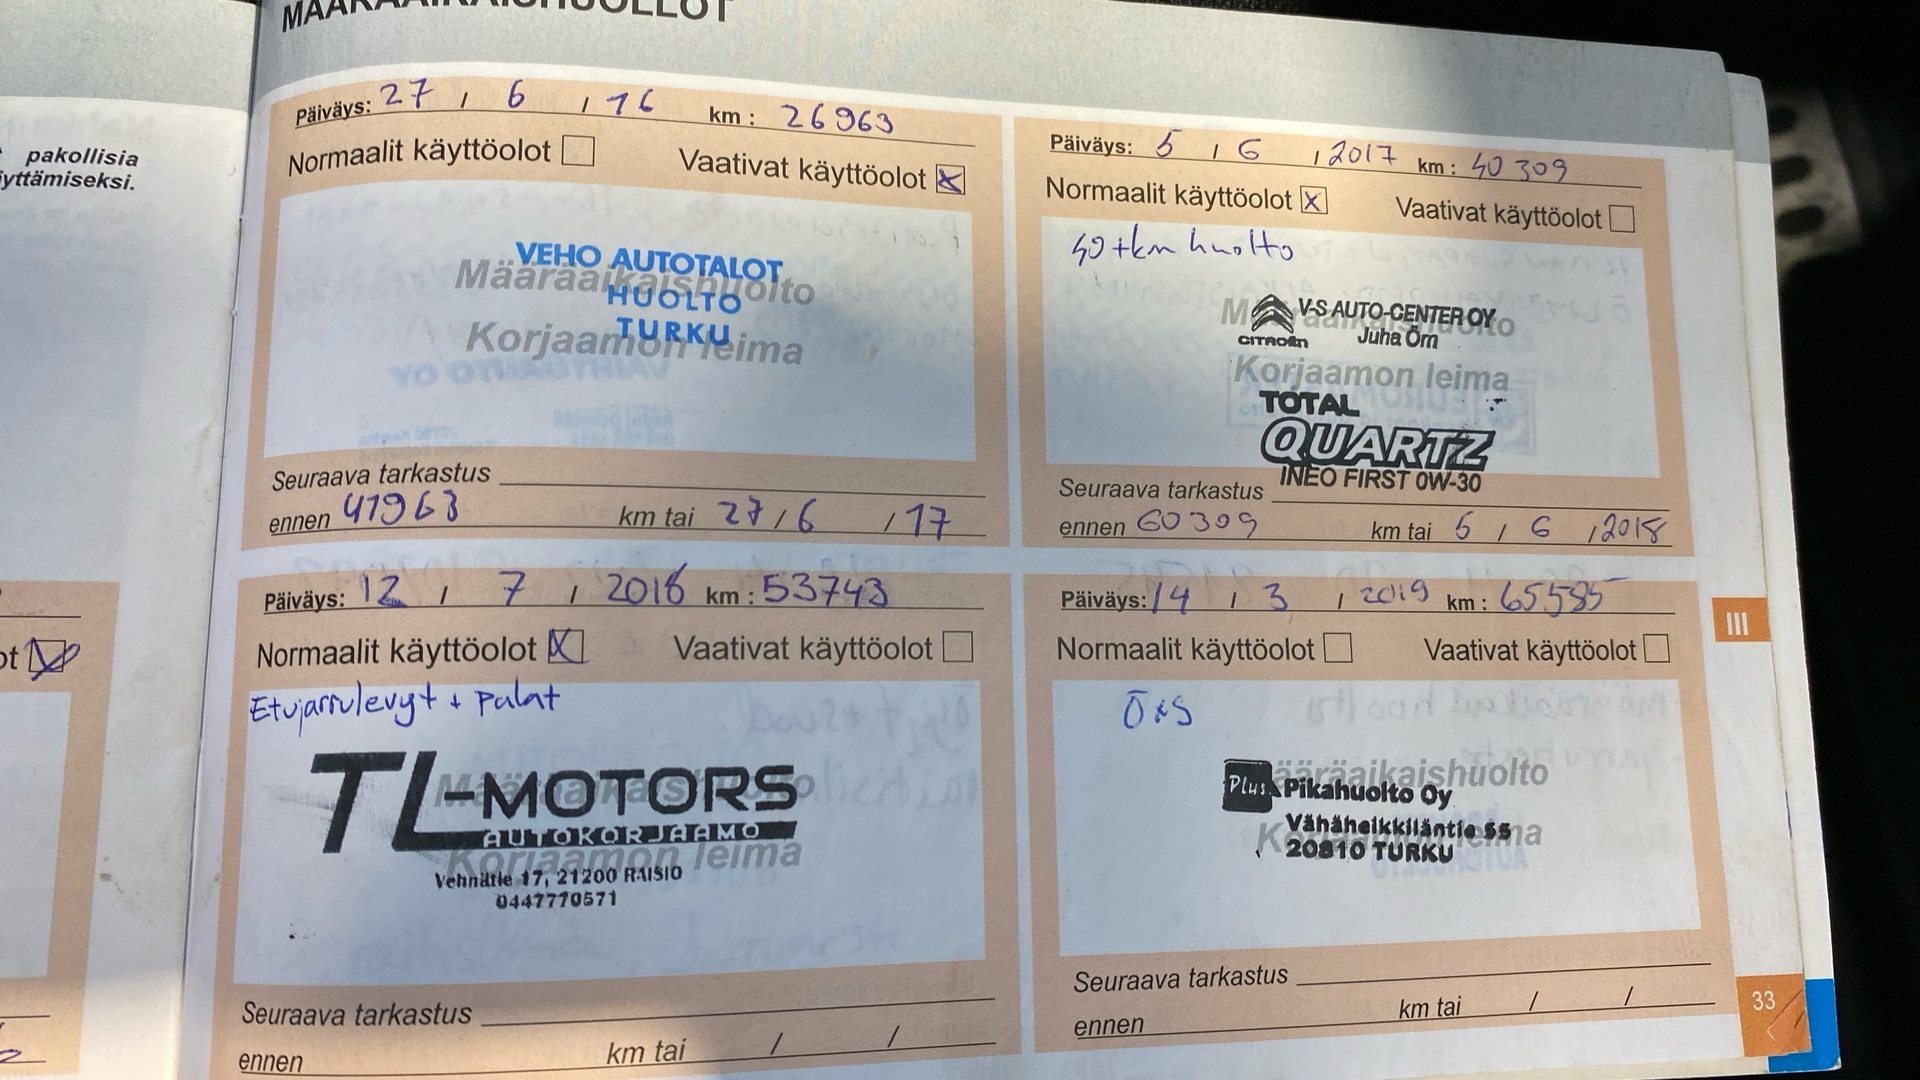 MÄÄRÄAIKAISHUOLLOT
pakollisia
yttämiseksi.
Päiväys: 27 / 6 / 16 km : 26963
Normaalit käyttöolot Vaativat käyttöolot x
VEHO AUTOTALOT
Määräaikaishuolto
HUOLTO
TURKU
Korjaamon leima
Seuraava tarkastus
ennen 41963 km tai 27 / 6 / 17
Päiväys: 5 / 6 / 2017 km : 40309
Normaalit käyttöolot x Vaativat käyttöolot
40 tkm huolto
Määräaikaishuolto
V-S AUTO-CENTER OY
CITROËN Juha Örn
Korjaamon leima
TOTAL
QUARTZ
INEO FIRST 0W-30
Seuraava tarkastus
ennen 60309 km tai 5 / 6 / 2018
Päiväys: 12 / 7 / 2018 km : 53743
Normaalit käyttöolot x Vaativat käyttöolot
Etujarrulevyt + palat
TL-MOTORS
Määräaikaishuolto
AUTOKORJAAMO
Korjaamon leima
Vehnätie 17, 21200 RAISIO
0447770571
Seuraava tarkastus
ennen km tai / /
Päiväys: 14 / 3 / 2019 km : 65585
Normaalit käyttöolot Vaativat käyttöolot
Ö+S
Määräaikaishuolto
Plus Pikahuolto Oy
Korjaamon leima
Vähäheikkiläntie 55
20810 TURKU
Seuraava tarkastus
ennen km tai / /
III
33